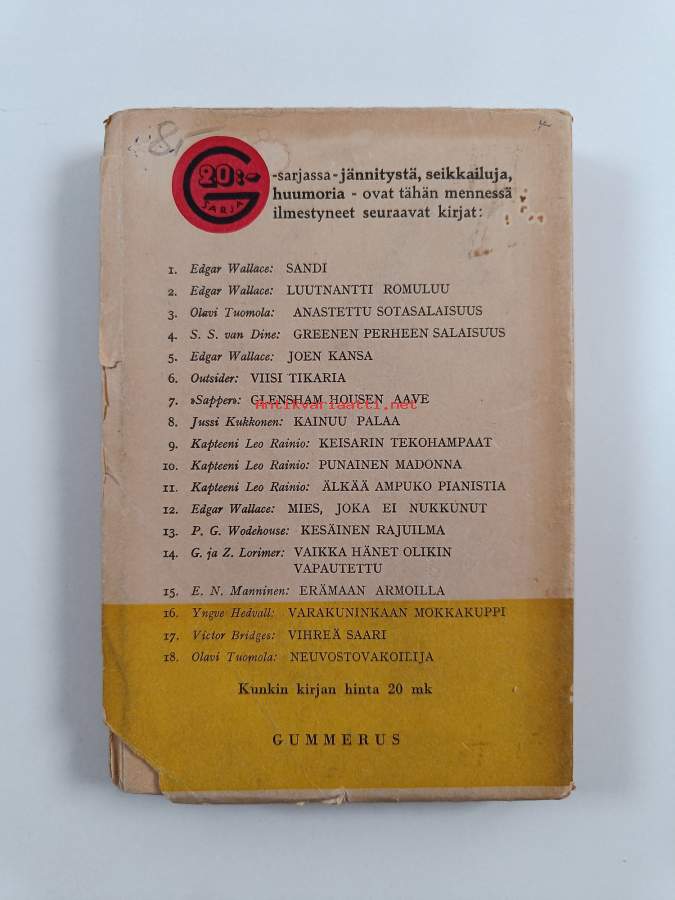 8:-
20:-
G
SARJA
-sarjassa - jännitystä, seikkailuja,
huumoria - ovat tähän mennessä
ilmestyneet seuraavat kirjat:
1. Edgar Wallace: SANDI
2. Edgar Wallace: LUUTNANTTI ROMULUU
3. Olavi Tuomola: ANASTETTU SOTASALAISUUS
4. S. S. van Dine: GREENEN PERHEEN SALAISUUS
5. Edgar Wallace: JOEN KANSA
6. Outsider: VIISI TIKARIA
7. »Sapper»: GLENSHAM HOUSEN AAVE
Antikvariaatti.net
8. Jussi Kukkonen: KAINUU PALAA
9. Kapteeni Leo Rainio: KEISARIN TEKOHAMPAAT
10. Kapteeni Leo Rainio: PUNAINEN MADONNA
11. Kapteeni Leo Rainio: ÄLKÄÄ AMPUKO PIANISTIA
12. Edgar Wallace: MIES, JOKA EI NUKKUNUT
13. P. G. Wodehouse: KESÄINEN RAJUILMA
14. G. ja Z. Lorimer: VAIKKA HÄNET OLIKIN
VAPAUTETTU
15. E. N. Manninen: ERÄMAAN ARMOILLA
16. Yngve Hedvall: VARAKUNINKAAN MOKKAKUPPI
17. Victor Bridges: VIHREÄ SAARI
18. Olavi Tuomola: NEUVOSTOVAKOILIJA
Kunkin kirjan hinta 20 mk
GUMMERUS